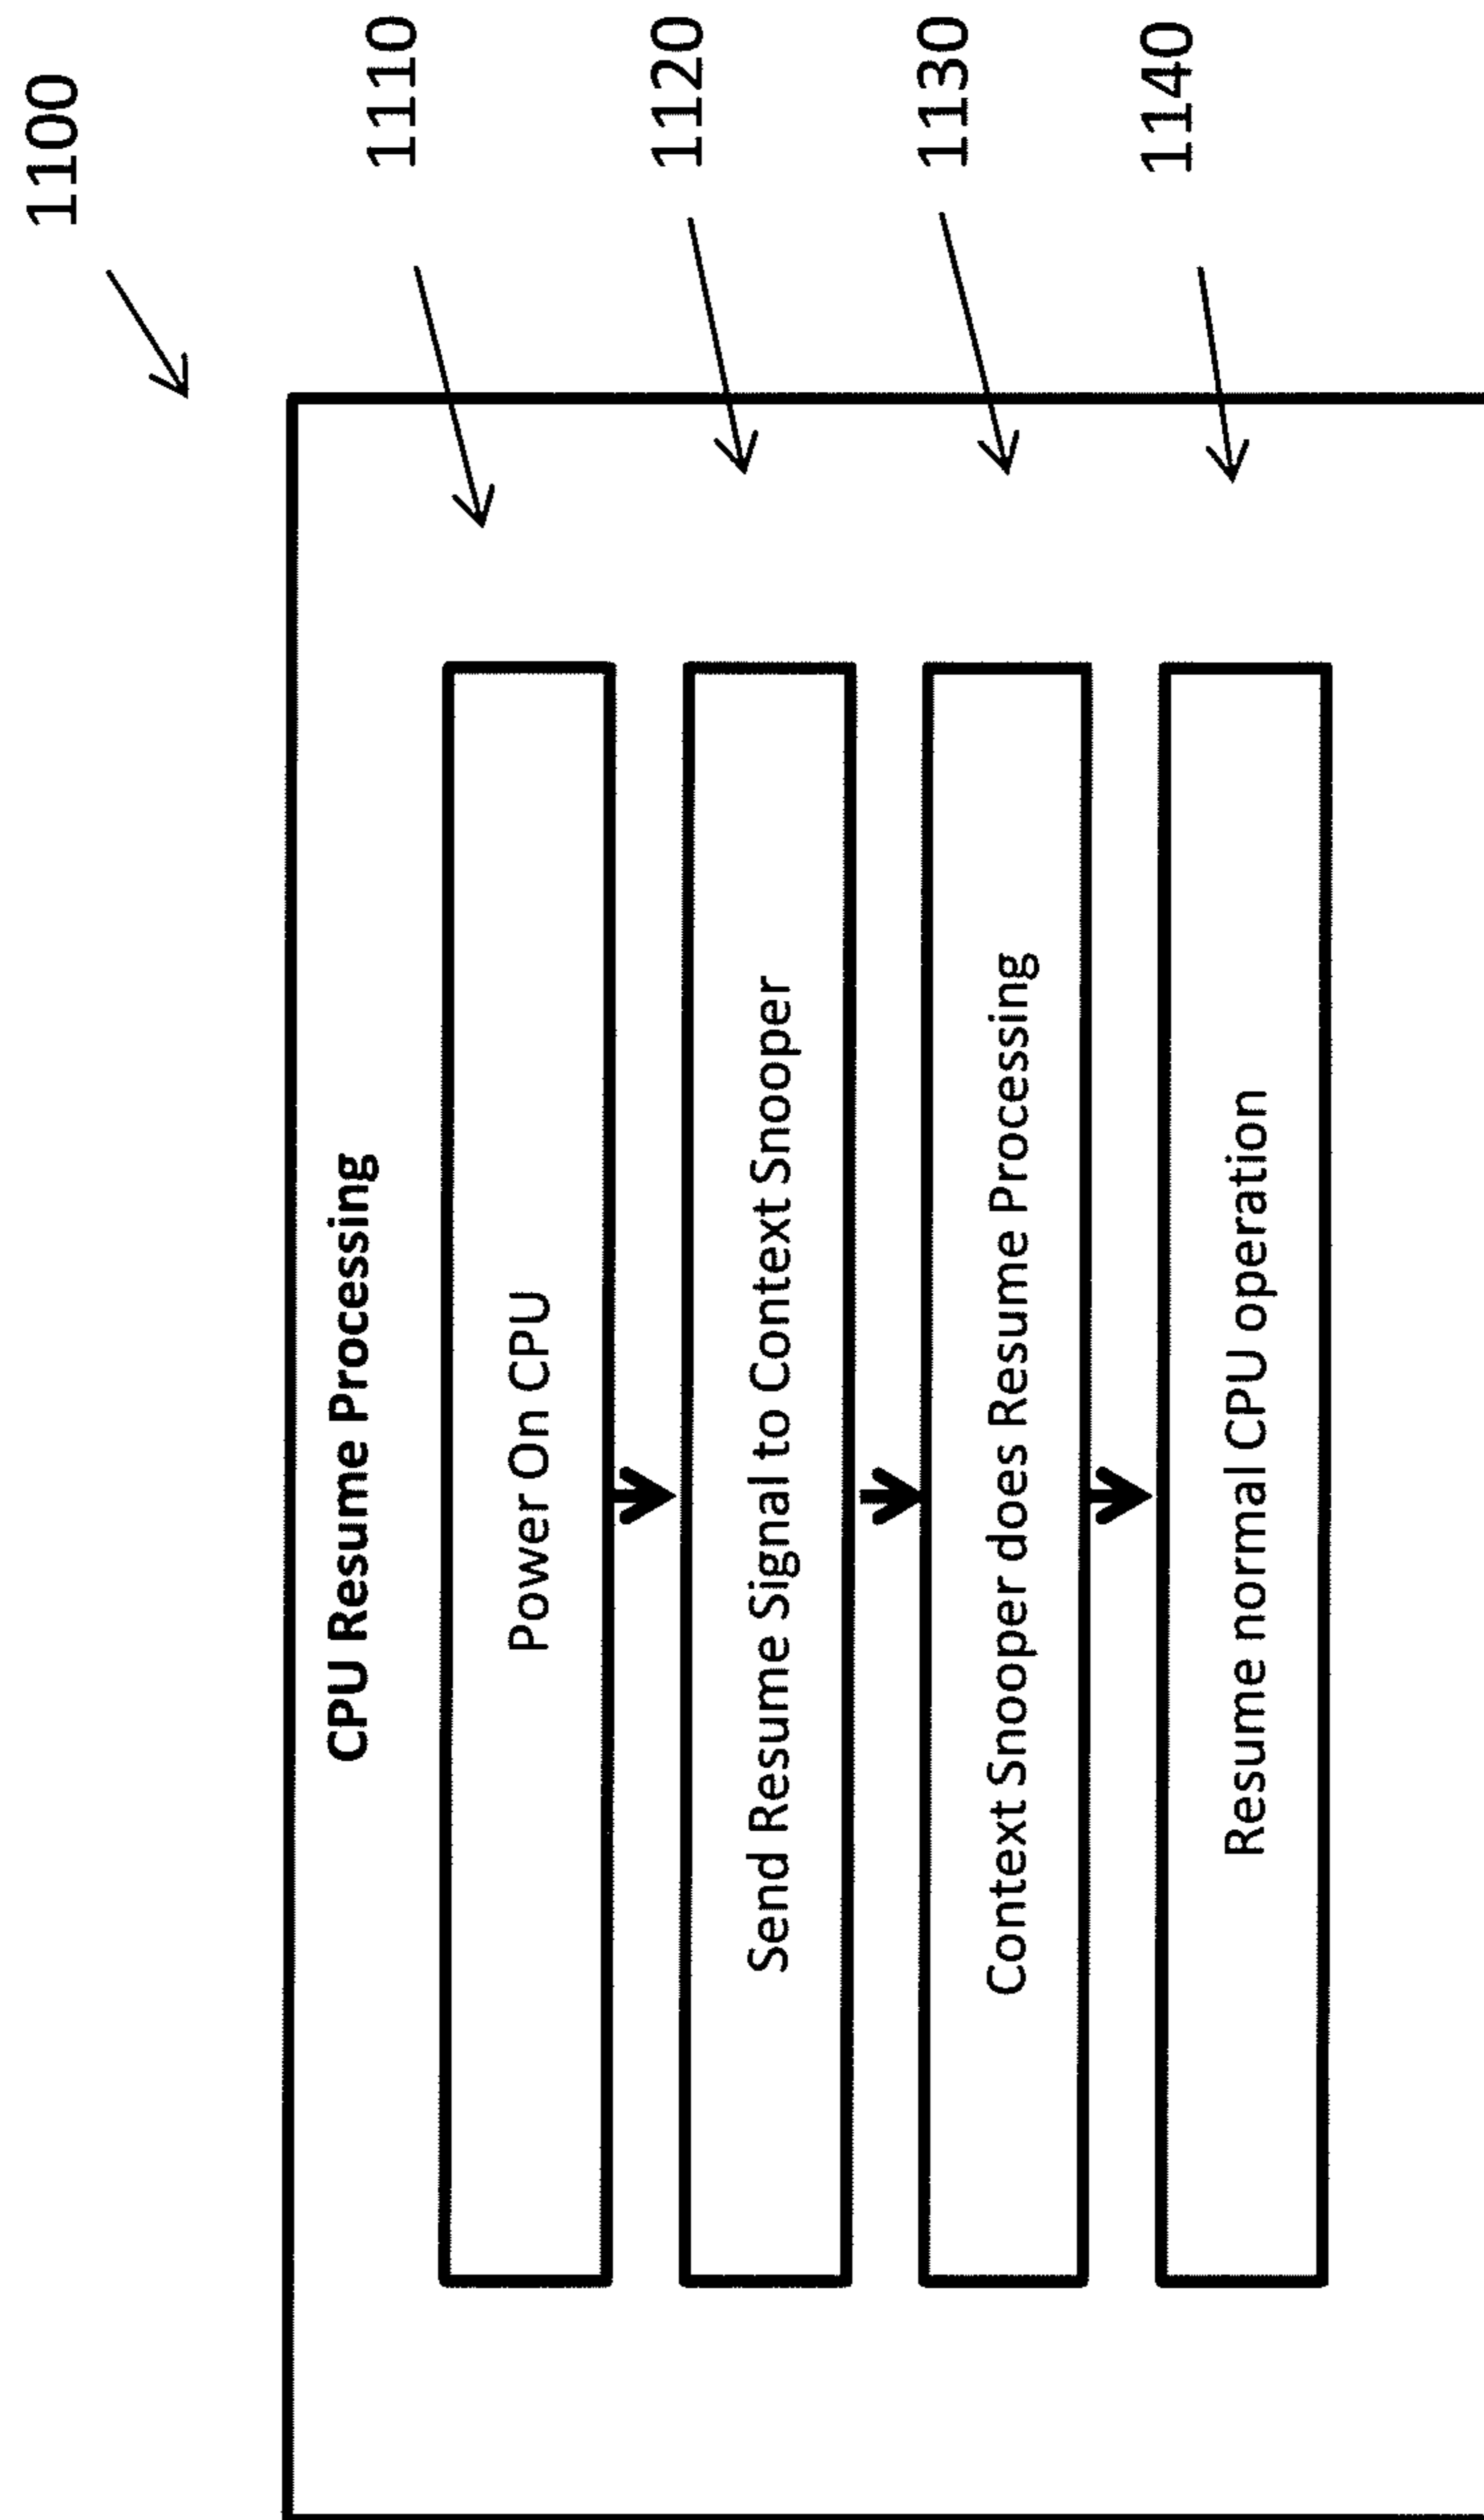 1100
CPU Resume Processing
Power On CPU
1110
Send Resume Signal to Context Snooper
1120
Context Snooper does Resume Processing
1130
Resume normal CPU operation
1140